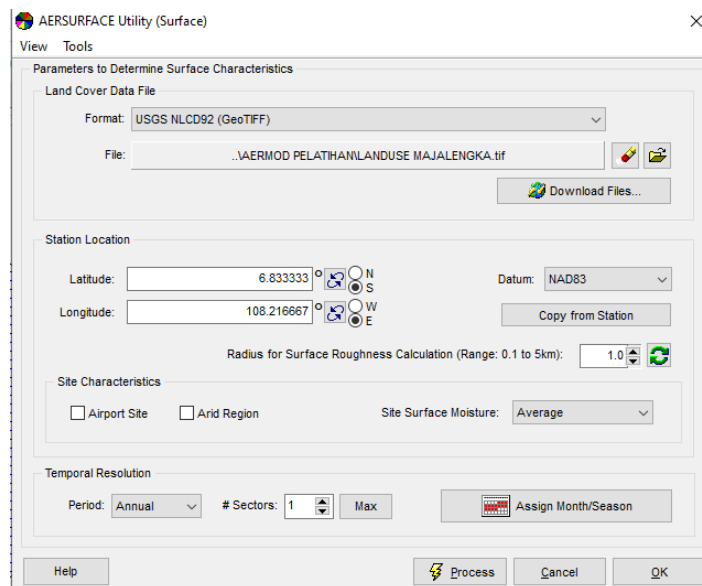 AERSURFACE Utility (Surface)
View Tools
Parameters to Determine Surface Characteristics
Land Cover Data File
Format: USGS NLCD92 (GeoTIFF)
File: ..\AERMOD PELATIHAN\LANDUSE MAJALENGKA.tif
Download Files...
Station Location
Latitude: 6.833333 ° N S Datum: NAD83
Longitude: 108.216667 ° W E Copy from Station
Radius for Surface Roughness Calculation (Range: 0.1 to 5km): 1.0
Site Characteristics
Airport Site Arid Region Site Surface Moisture: Average
Temporal Resolution
Period: Annual # Sectors: 1 Max Assign Month/Season
Help Process Cancel OK